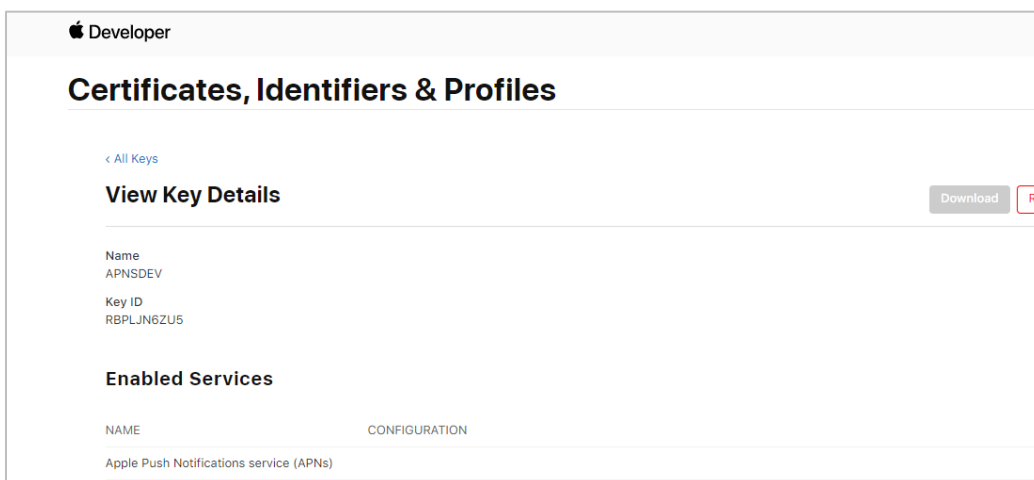 Developer
Certificates, Identifiers & Profiles
‹ All Keys
View Key Details
Download
R
Name
APNSDEV
Key ID
RBPLJN6ZU5
Enabled Services
NAME CONFIGURATION
Apple Push Notifications service (APNs)